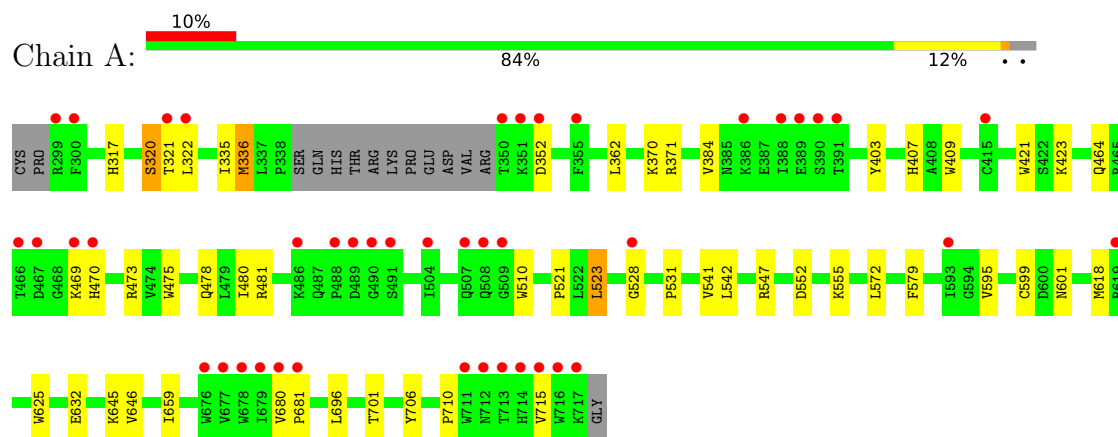 10%
Chain A:
84% 12% • •
CYS PRO R299 F300 H317 S320 T321 L322 I335 M336 L337 P338 SER GLN HIS THR ARG LYS PRO GLU ASP VAL ARG T350 K351 D352 F355 L362 K370 R371 V384 N385 K386 E387 I388 E389 S390 T391 Y403 H407 A408 W409 C415 W421 S422 K423 Q464 R465
T466 D467 G468 K469 H470 R473 V474 W475 Q478 L479 I480 R481 K486 Q487 P488 D489 G490 S491 I504 Q507 Q508 G509 W510 P521 L522 L523 G528 P531 V541 L542 R547 D552 K555 L572 F579 I593 G594 V595 C599 D600 N601 M618
W625 E632 K645 V646 I659 W676 V677 W678 I679 V680 P681 L696 T701 Y706 P710 W711 N712 T713 H714 V715 W716 K717 GLY